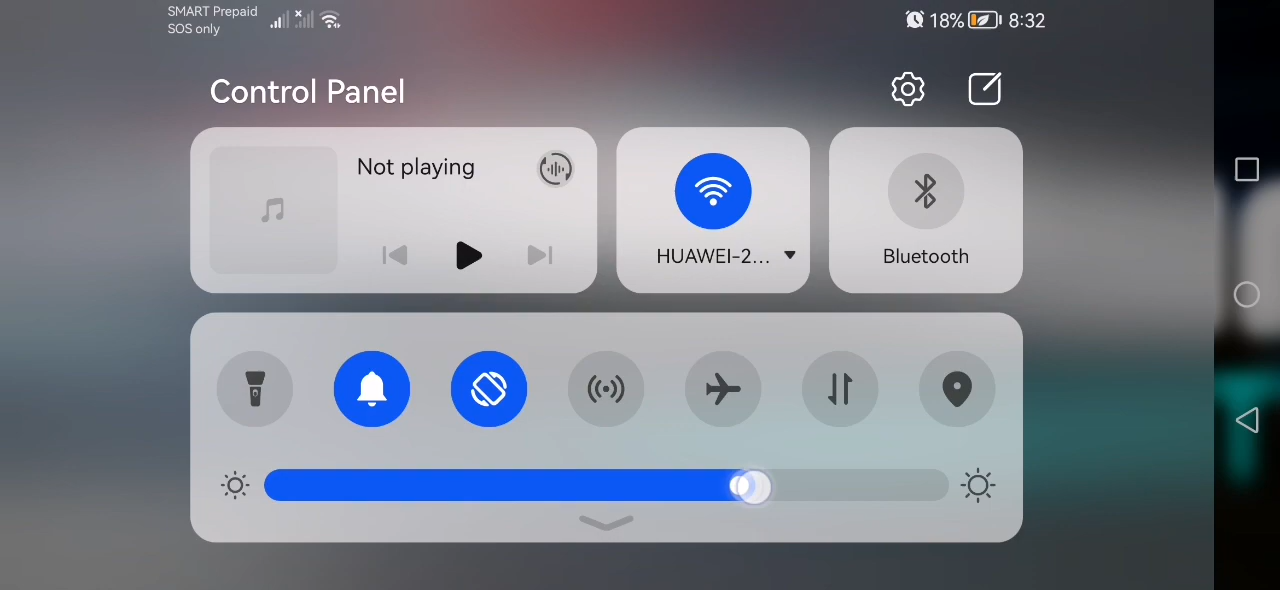 SMART Prepaid
SOS only
18% 8:32
Control Panel
Not playing
HUAWEI-2...
Bluetooth